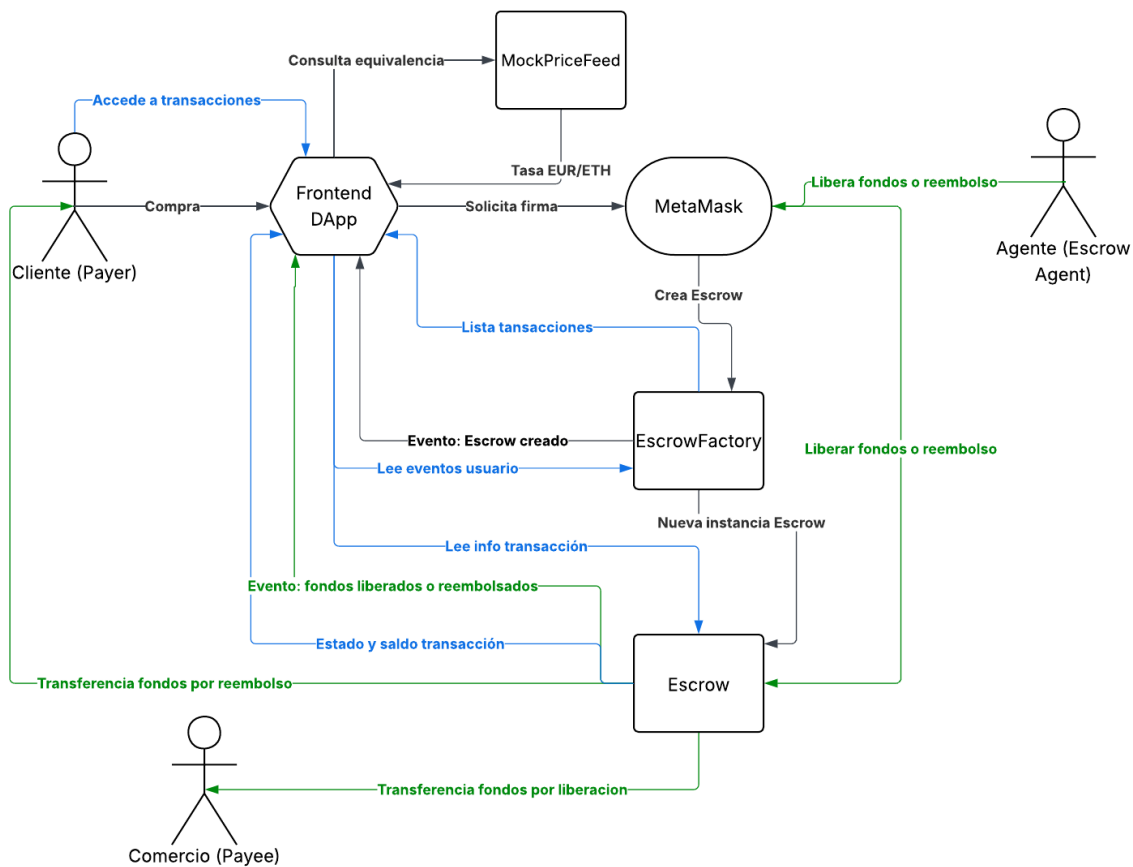 Consulta equivalencia
MockPriceFeed
Accede a transacciones
Tasa EUR/ETH
Libera fondos o reembolso
Frontend
DApp
Compra
Solicita firma
MetaMask
Cliente (Payer)
Agente (Escrow
Agent)
Crea Escrow
Lista tansacciones
Evento: Escrow creado
EscrowFactory
Liberar fondos o reembolso
Lee eventos usuario
Nueva instancia Escrow
Lee info transacción
Evento: fondos liberados o reembolsados
Estado y saldo transacción
Transferencia fondos por reembolso
Escrow
Transferencia fondos por liberacion
Comercio (Payee)